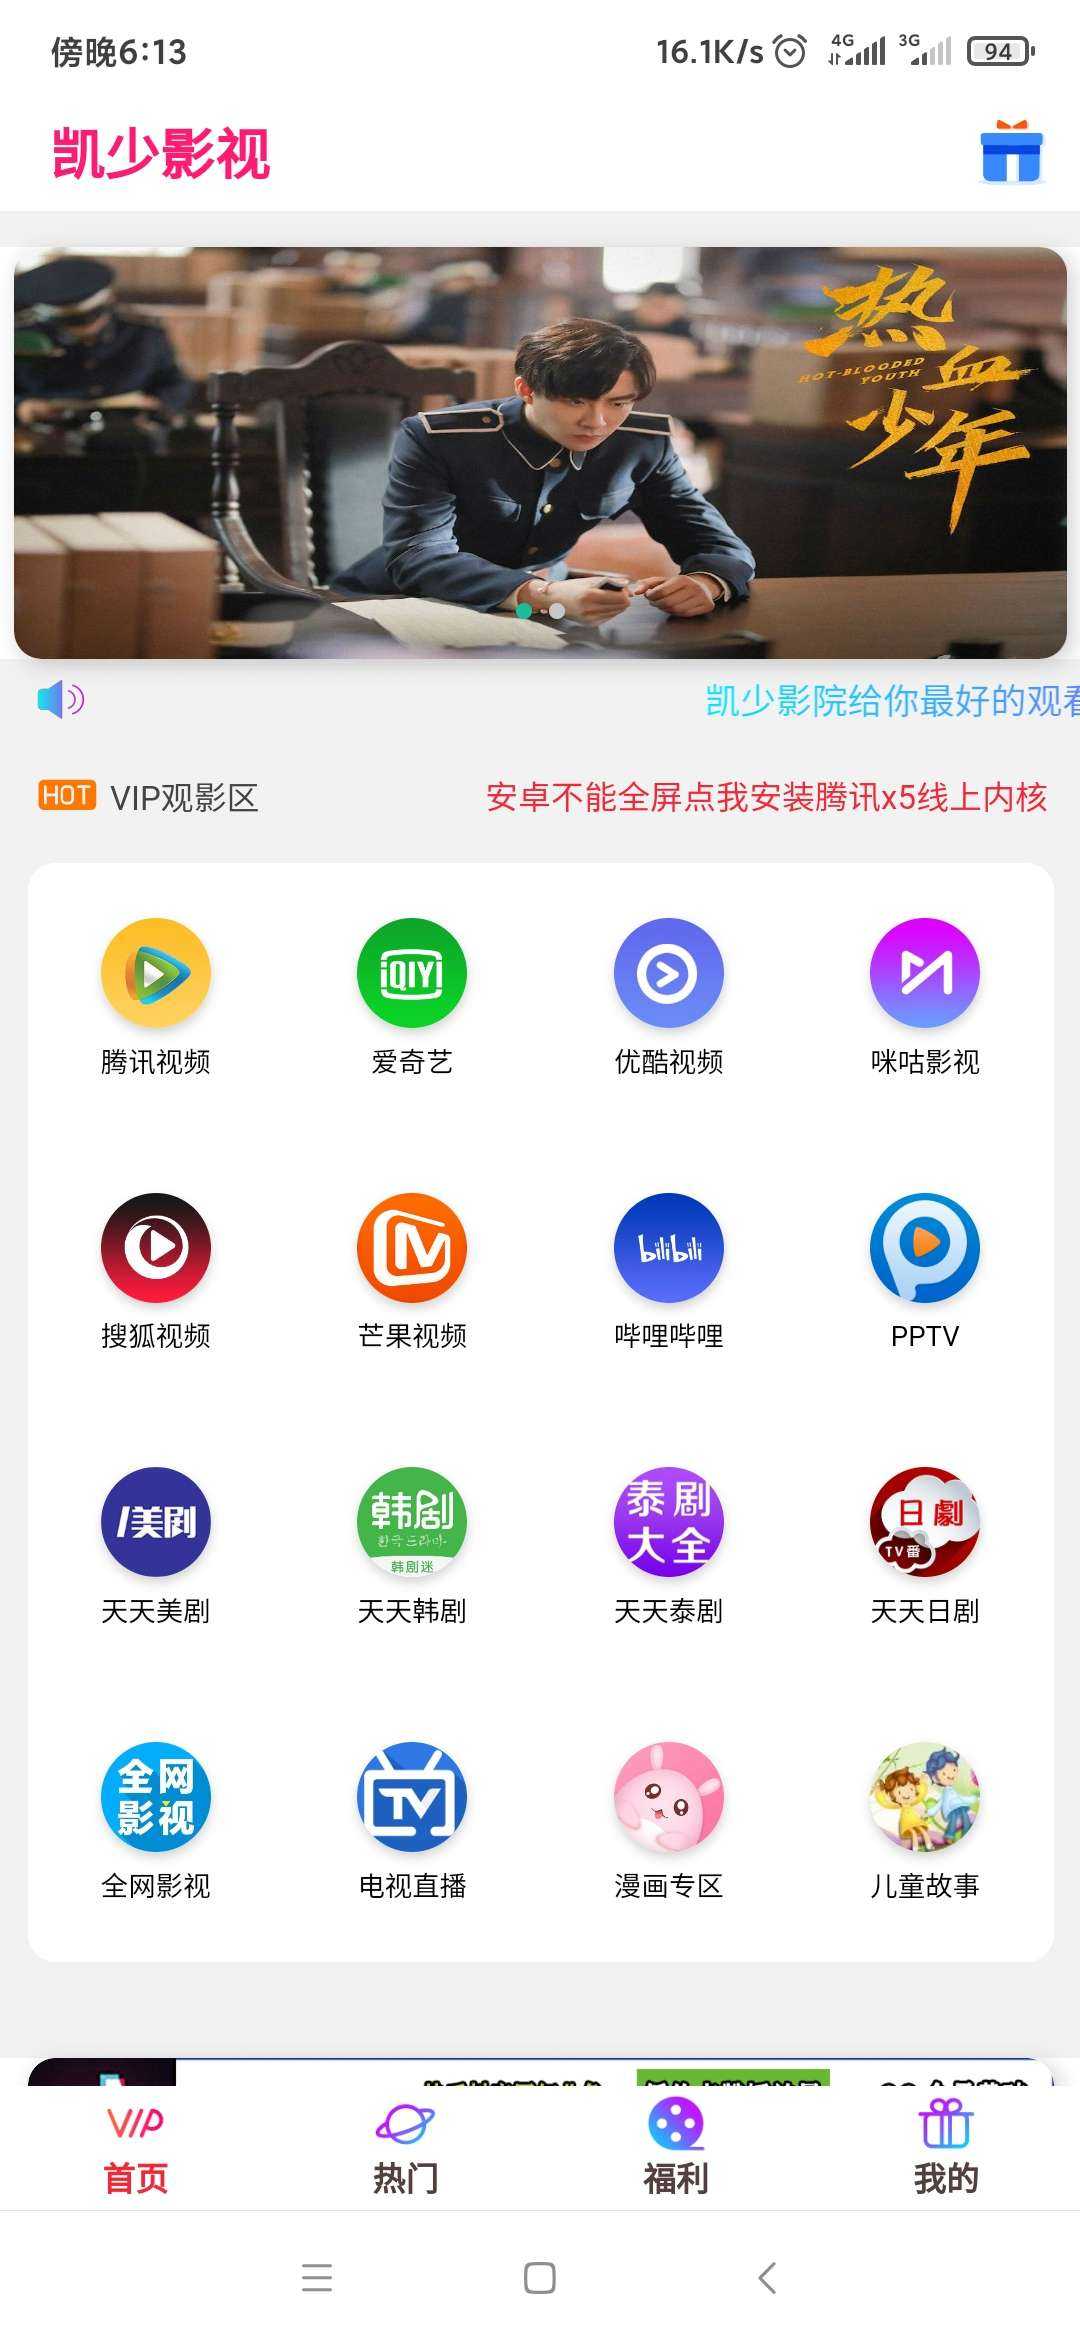 傍晚6:13
16.1K/s
4G
3G
94
凯少影视
热血少年
HOT-BLOODED
YOUTH
凯少影院给你最好的观看
HOT VIP观影区
安卓不能全屏点我安装腾讯x5线上内核
iQIYI
腾讯视频
爱奇艺
优酷视频
咪咕影视
bilibili
搜狐视频
芒果视频
哔哩哔哩
PPTV
美剧
韩剧
한국 드라마
韩剧迷
泰剧
大全
日劇
TV番
天天美剧
天天韩剧
天天泰剧
天天日剧
全网
影视
TV
全网影视
电视直播
漫画专区
儿童故事
VIP
首页
热门
福利
我的